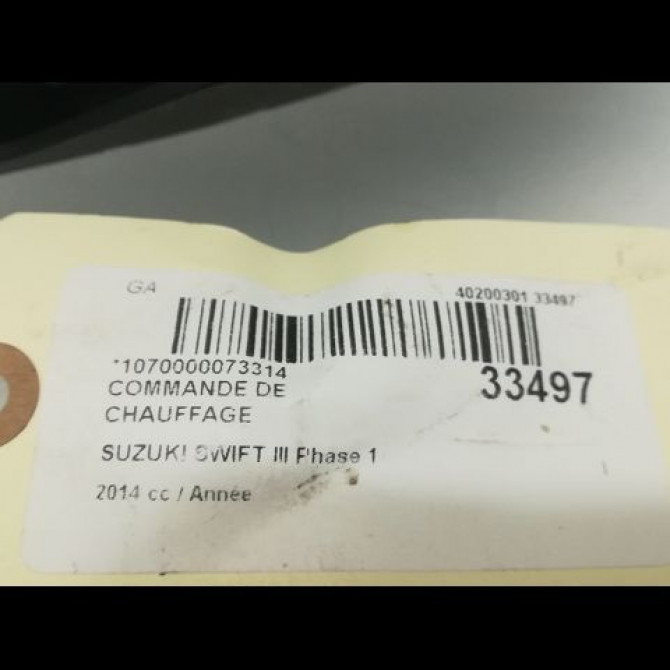 GA
40200301 33497
*1070000073314
33497
COMMANDE DE
CHAUFFAGE
SUZUKI SWIFT III Phase 1
2014 cc / Année